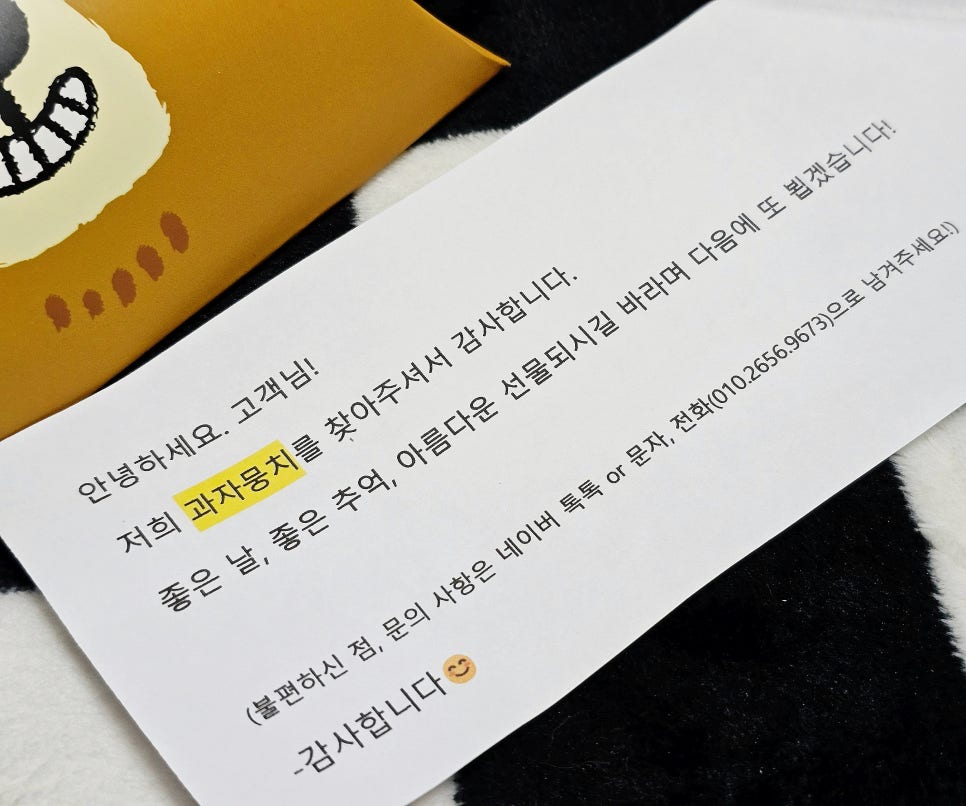 안녕하세요. 고객님!
저희 과자뭉치를 찾아주셔서 감사합니다.
좋은 날, 좋은 추억, 아름다운 선물되시길 바라며 다음에 또 뵙겠습니다!
(불편하신 점, 문의 사항은 네이버 톡톡 or 문자, 전화(010.2656.9673)으로 남겨주세요!)
-감사합니다😊